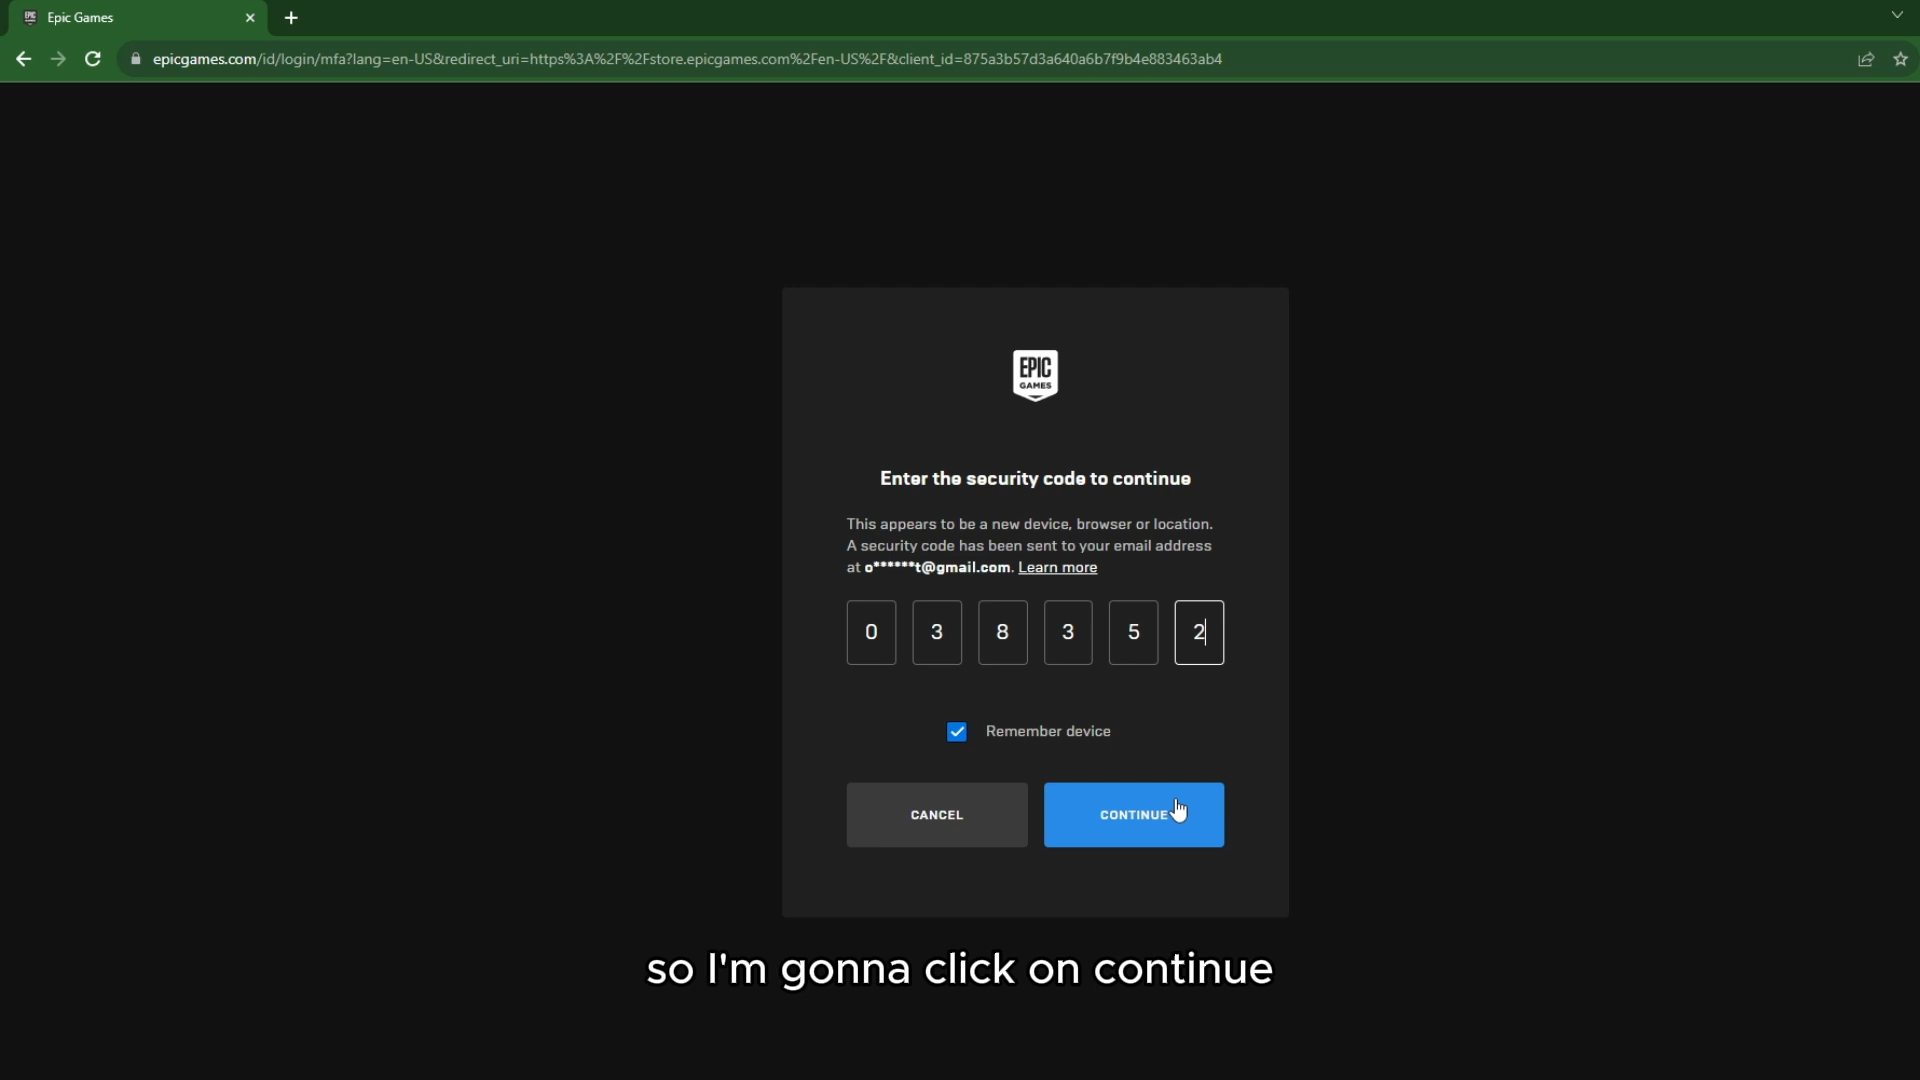 Epic Games
epicgames.com/id/login/mfa?lang=en-US&redirect_uri=https%3A%2F%2Fstore.epicgames.com%2Fen-US%2F&client_id=875a3b57d3a640a6b7f9b4e883463ab4
EPIC
GAMES
Enter the security code to continue
This appears to be a new device, browser or location.
A security code has been sent to your email address
at o******t@gmail.com. Learn more
0 3 8 3 5 2
Remember device
CANCEL CONTINUE
so I'm gonna click on continue